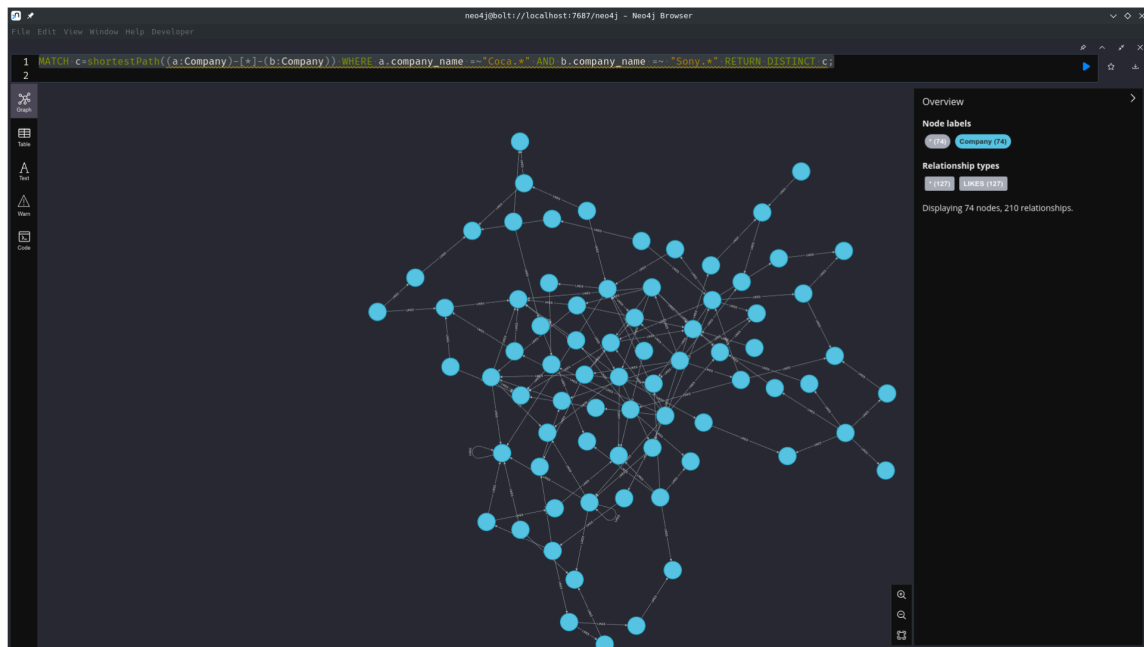 neo4j@bolt://localhost:7687/neo4j - Neo4j Browser
File Edit View Window Help Developer
1 MATCH c=shortestPath((a:Company)-[*]-(b:Company)) WHERE a.company_name =~"Coca.*" AND b.company_name =~ "Sony.*" RETURN DISTINCT c;
2
Graph
Table
Text
Warn
Code
Overview
Node labels
* (74) Company (74)
Relationship types
* (127) LIKES (127)
Displaying 74 nodes, 210 relationships.